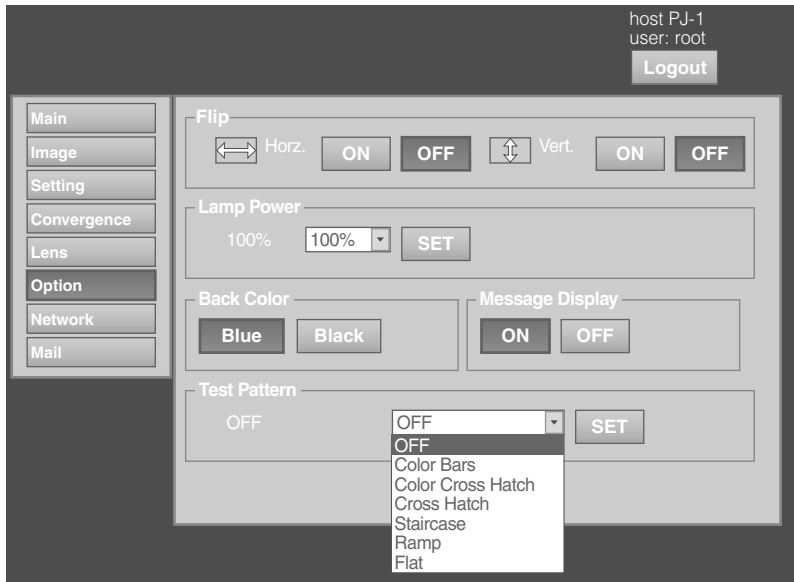 host PJ-1
user: root
Logout
Main
Image
Setting
Convergence
Lens
Option
Network
Mail
Flip
Horz. ON OFF Vert. ON OFF
Lamp Power
100% 100% SET
Back Color
Blue Black
Message Display
ON OFF
Test Pattern
OFF OFF SET
OFF
Color Bars
Color Cross Hatch
Cross Hatch
Staircase
Ramp
Flat